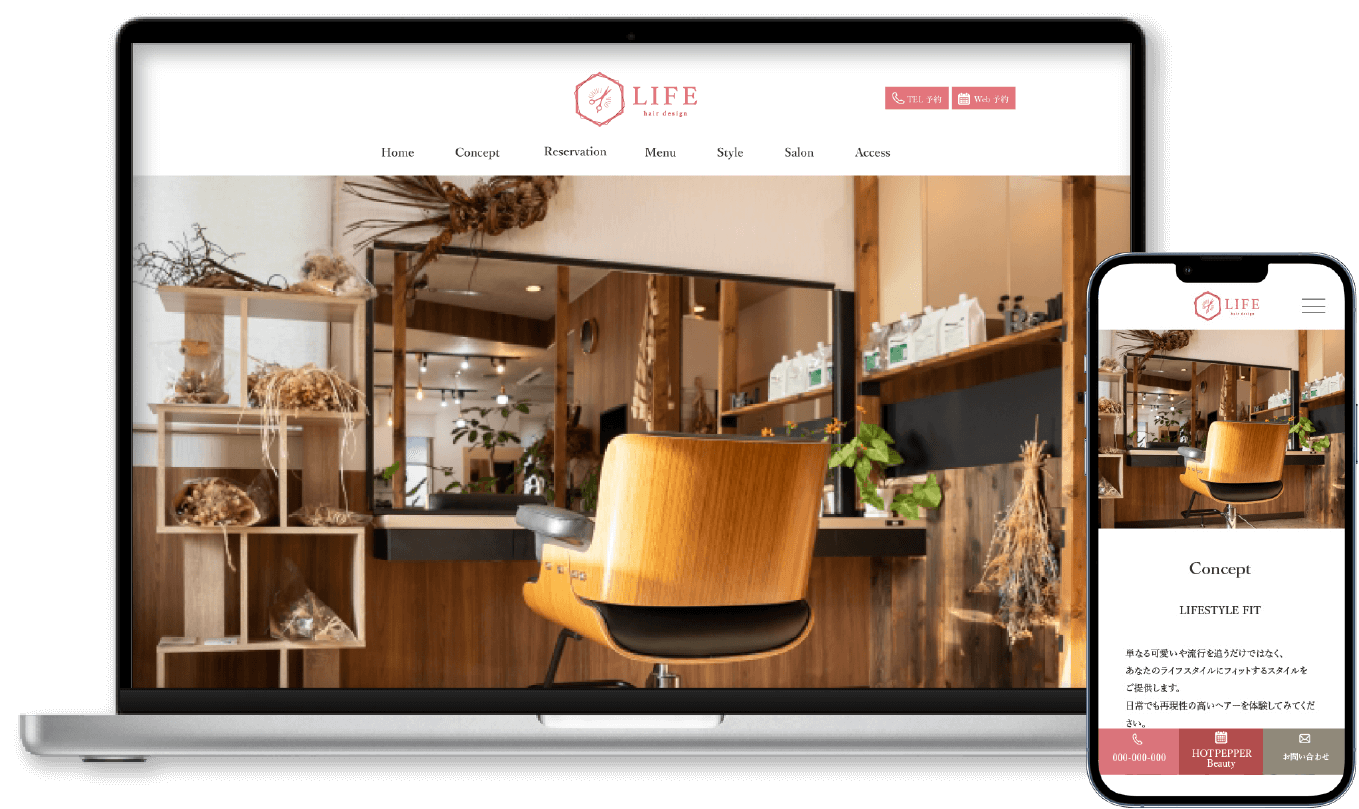 LIFE
hair design
TEL 予約
Web 予約
Home Concept Reservation Menu Style Salon Access
LIFE
hair design
Concept
LIFESTYLE FIT
単なる可愛いや流行を追うだけではなく、
あなたのライフスタイルにフィットするスタイルを
ご提供します。
日常でも再現性の高いヘアーを体験してみてくだ
さい。
000-000-000
HOTPEPPER
Beauty
お問い合わせ